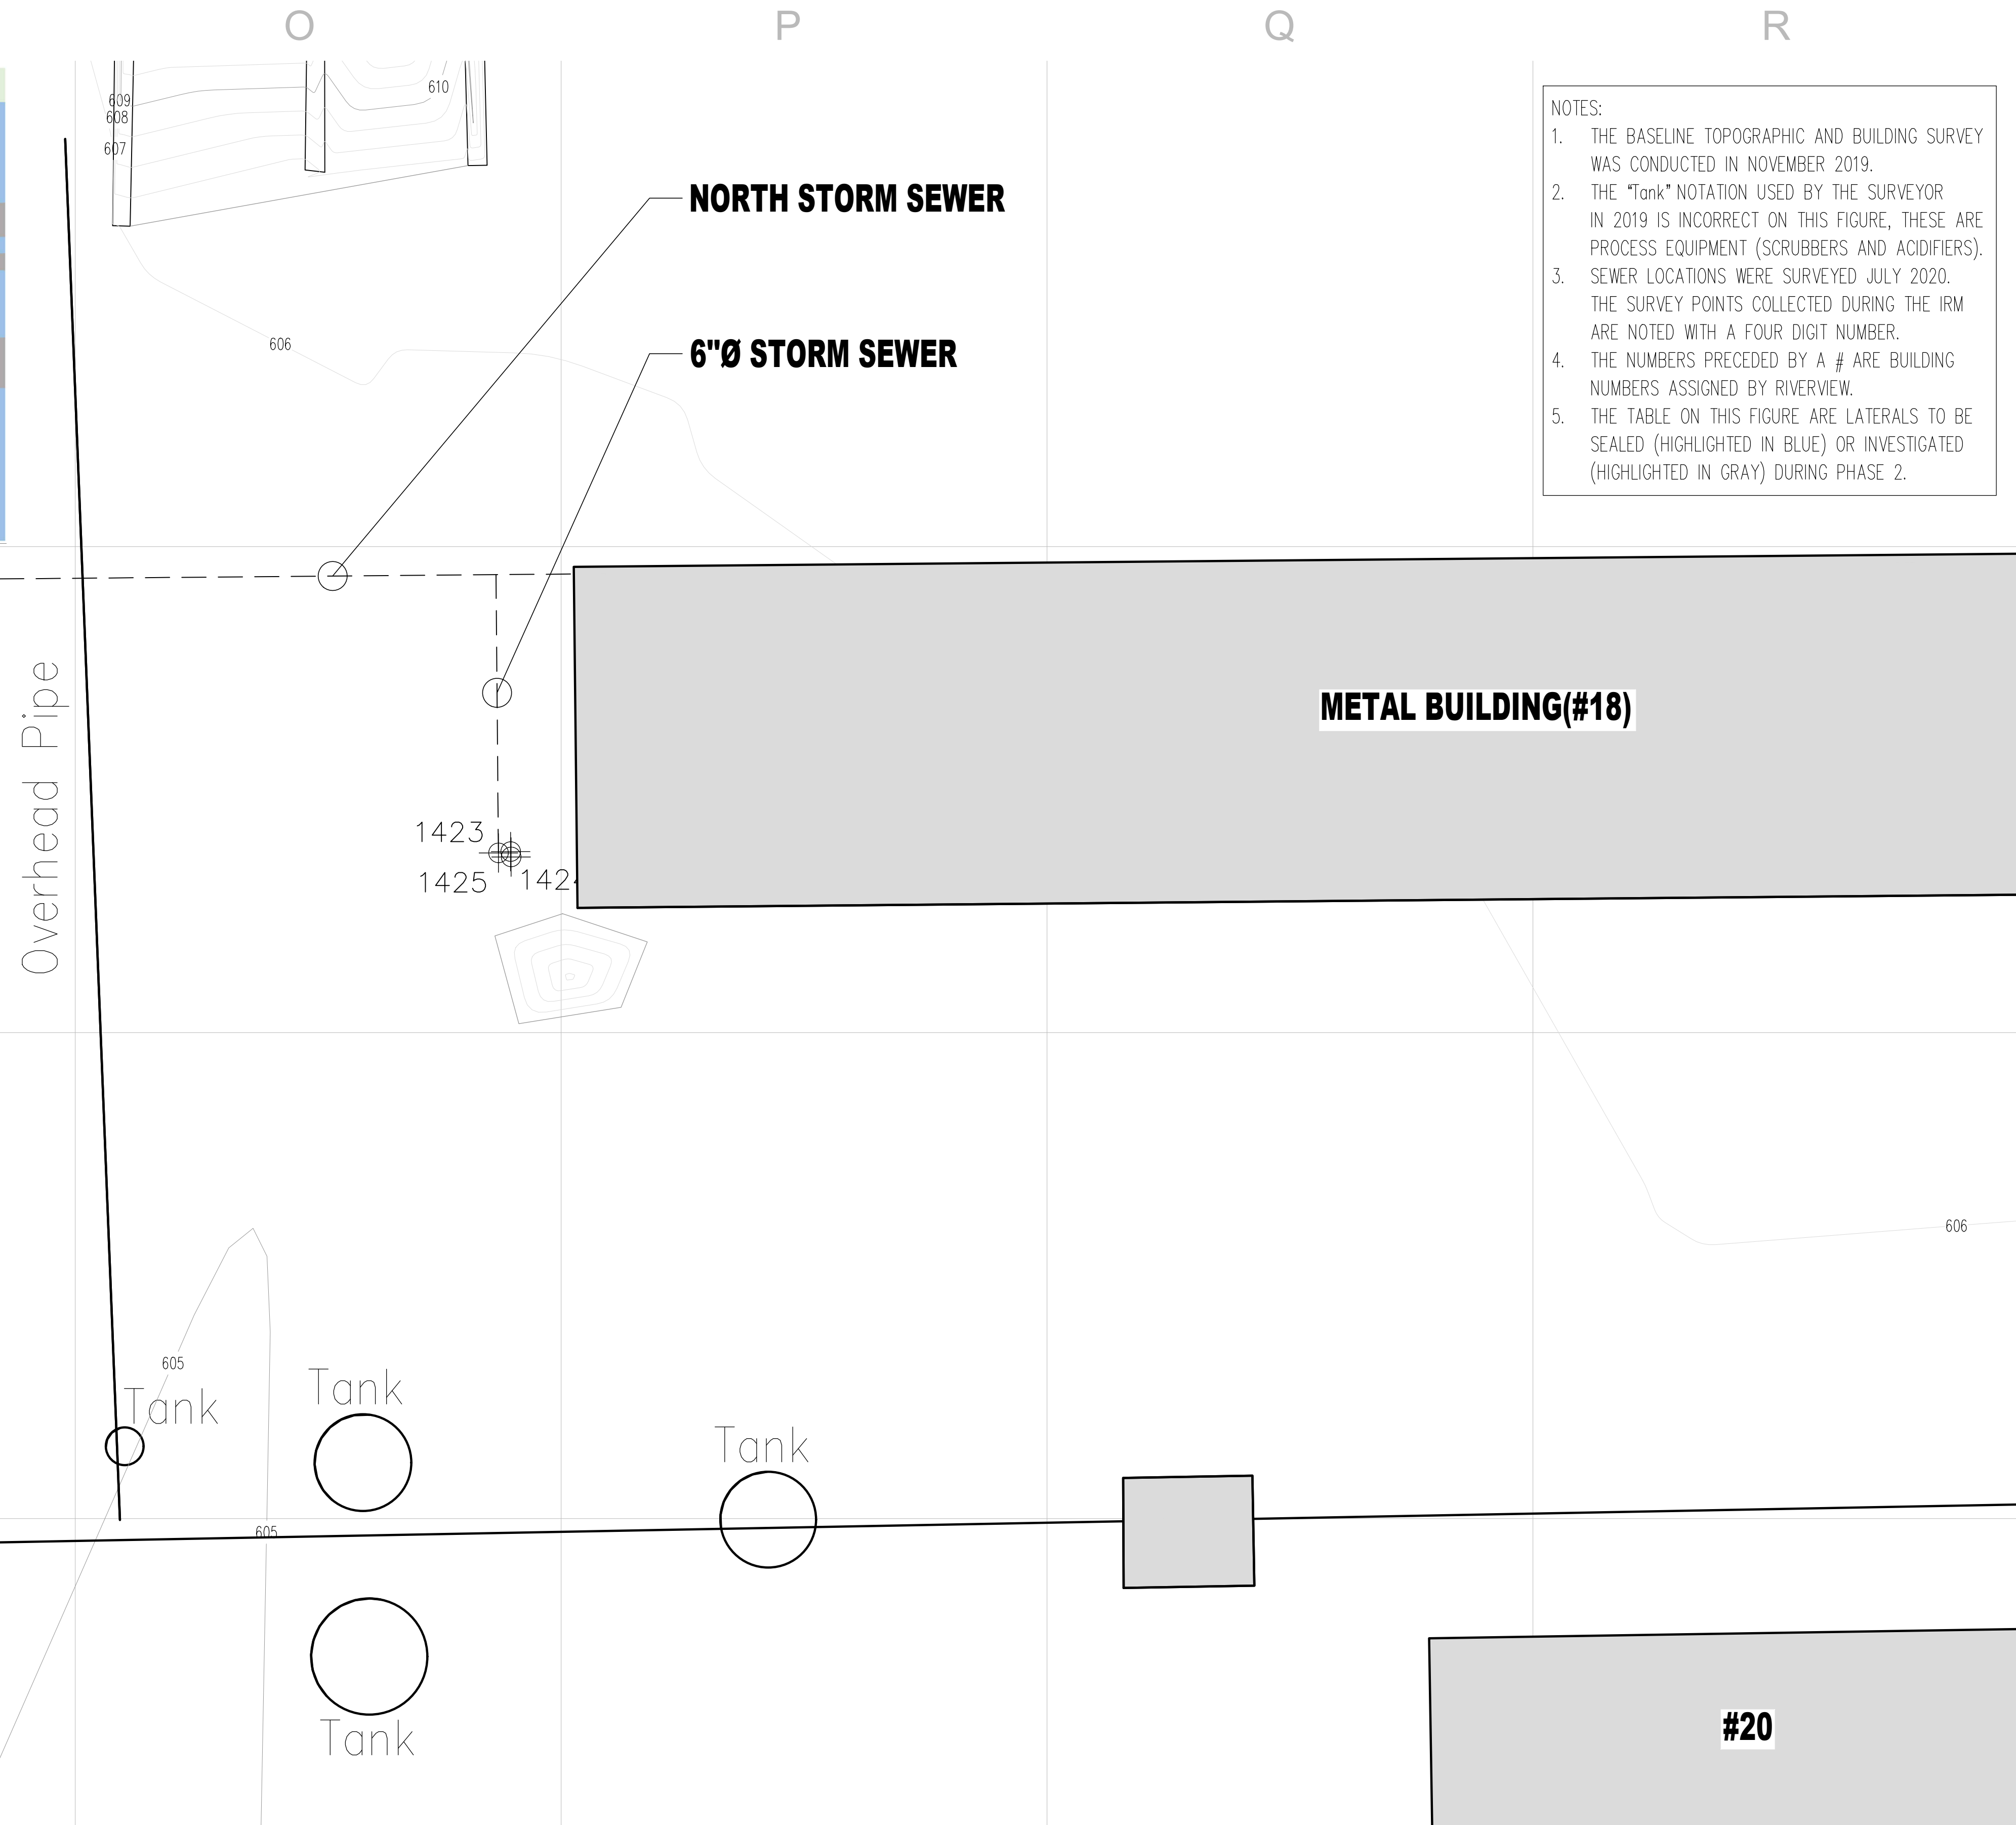 O P Q R
609
608
607
610
NORTH STORM SEWER
6"Ø STORM SEWER
606
NOTES:
1. THE BASELINE TOPOGRAPHIC AND BUILDING SURVEY
WAS CONDUCTED IN NOVEMBER 2019.
2. THE “Tank” NOTATION USED BY THE SURVEYOR
IN 2019 IS INCORRECT ON THIS FIGURE, THESE ARE
PROCESS EQUIPMENT (SCRUBBERS AND ACIDIFIERS).
3. SEWER LOCATIONS WERE SURVEYED JULY 2020.
THE SURVEY POINTS COLLECTED DURING THE IRM
ARE NOTED WITH A FOUR DIGIT NUMBER.
4. THE NUMBERS PRECEDED BY A # ARE BUILDING
NUMBERS ASSIGNED BY RIVERVIEW.
5. THE TABLE ON THIS FIGURE ARE LATERALS TO BE
SEALED (HIGHLIGHTED IN BLUE) OR INVESTIGATED
(HIGHLIGHTED IN GRAY) DURING PHASE 2.
Overhead Pipe
METAL BUILDING(#18)
1423
1425
606
605
Tank
Tank
Tank
605
Tank
#20